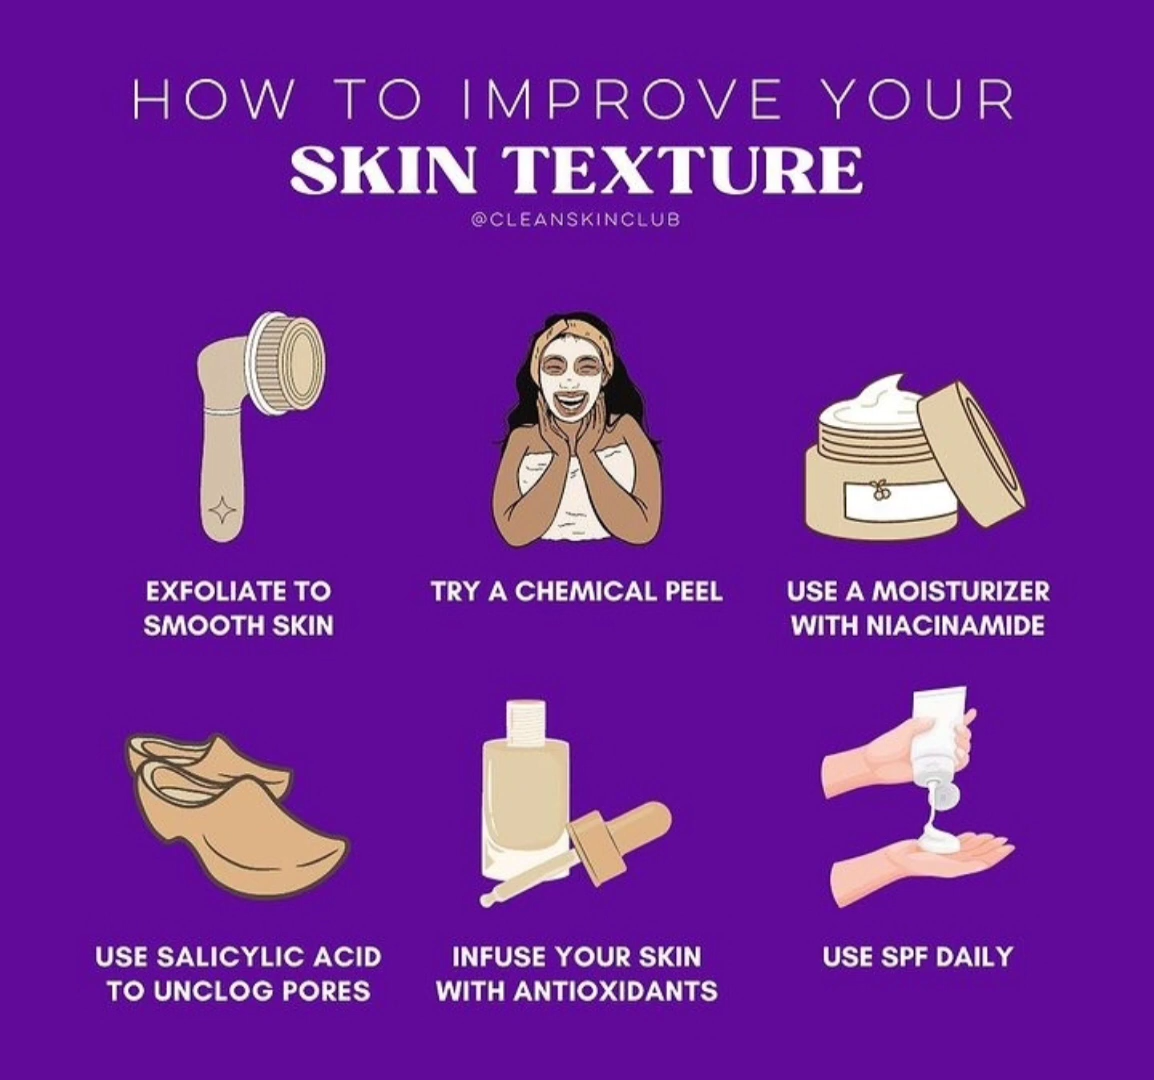 HOW TO IMPROVE YOUR
SKIN TEXTURE
@CLEANSKINCLUB
EXFOLIATE TO
SMOOTH SKIN
TRY A CHEMICAL PEEL
USE A MOISTURIZER
WITH NIACINAMIDE
USE SALICYLIC ACID
TO UNCLOG PORES
INFUSE YOUR SKIN
WITH ANTIOXIDANTS
USE SPF DAILY